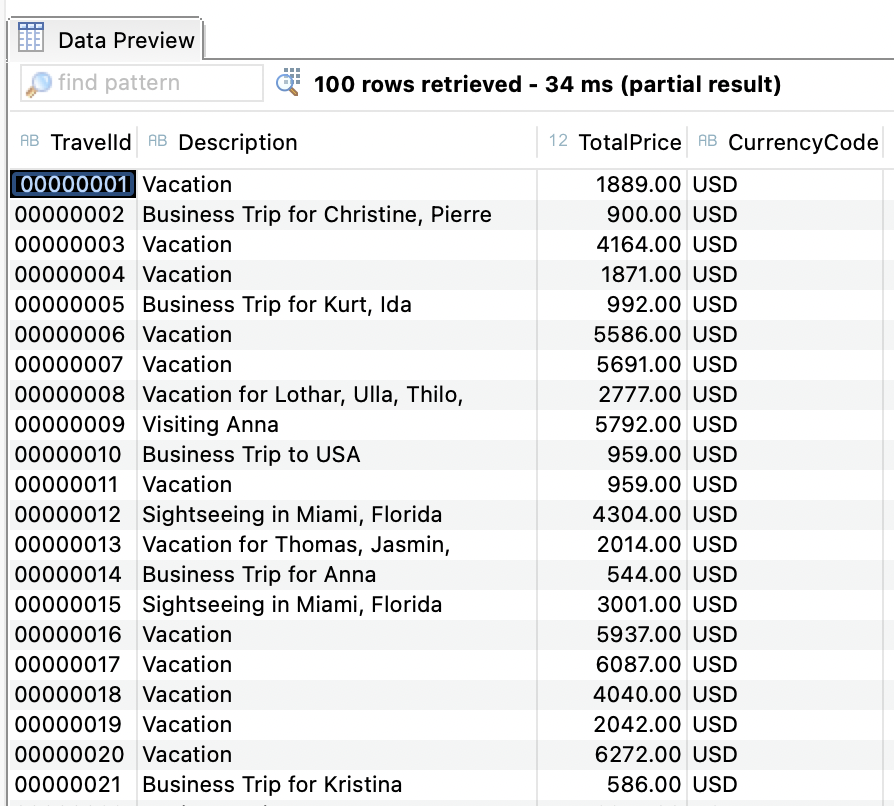 Data Preview
find pattern 100 rows retrieved - 34 ms (partial result)
AB TravelId AB Description 12 TotalPrice AB CurrencyCode
00000001 Vacation 1889.00 USD
00000002 Business Trip for Christine, Pierre 900.00 USD
00000003 Vacation 4164.00 USD
00000004 Vacation 1871.00 USD
00000005 Business Trip for Kurt, Ida 992.00 USD
00000006 Vacation 5586.00 USD
00000007 Vacation 5691.00 USD
00000008 Vacation for Lothar, Ulla, Thilo, 2777.00 USD
00000009 Visiting Anna 5792.00 USD
00000010 Business Trip to USA 959.00 USD
00000011 Vacation 959.00 USD
00000012 Sightseeing in Miami, Florida 4304.00 USD
00000013 Vacation for Thomas, Jasmin, 2014.00 USD
00000014 Business Trip for Anna 544.00 USD
00000015 Sightseeing in Miami, Florida 3001.00 USD
00000016 Vacation 5937.00 USD
00000017 Vacation 6087.00 USD
00000018 Vacation 4040.00 USD
00000019 Vacation 2042.00 USD
00000020 Vacation 6272.00 USD
00000021 Business Trip for Kristina 586.00 USD